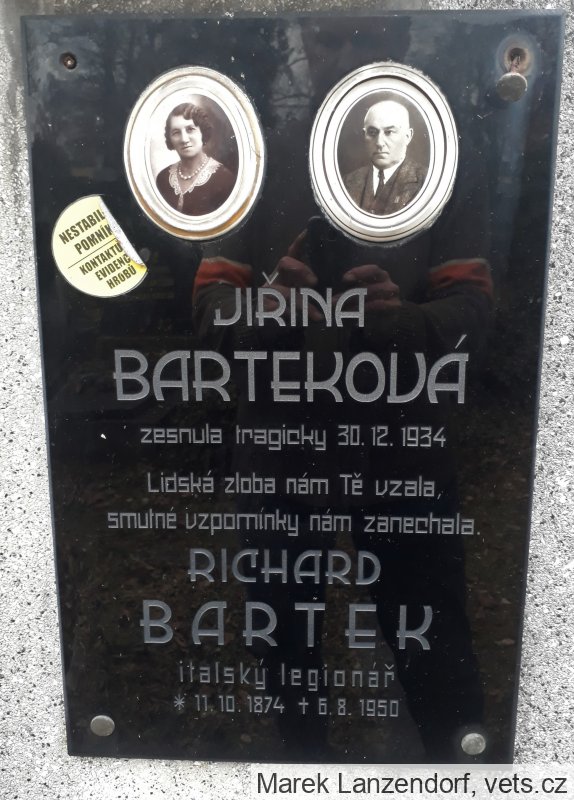 NESTABIL
POMNÍ
KONTAKTU
EVIDENC
HROBŮ
JIŘINA
BARTEKOVÁ
zesnula tragicky 30. 12. 1934
Lidská zloba nám Tě vzala,
smutné vzpomínky nám zanechala.
RICHARD
BARTEK
italský legionář
* 11. 10. 1874 + 6. 8. 1950
Marek Lanzendorf, vets.cz